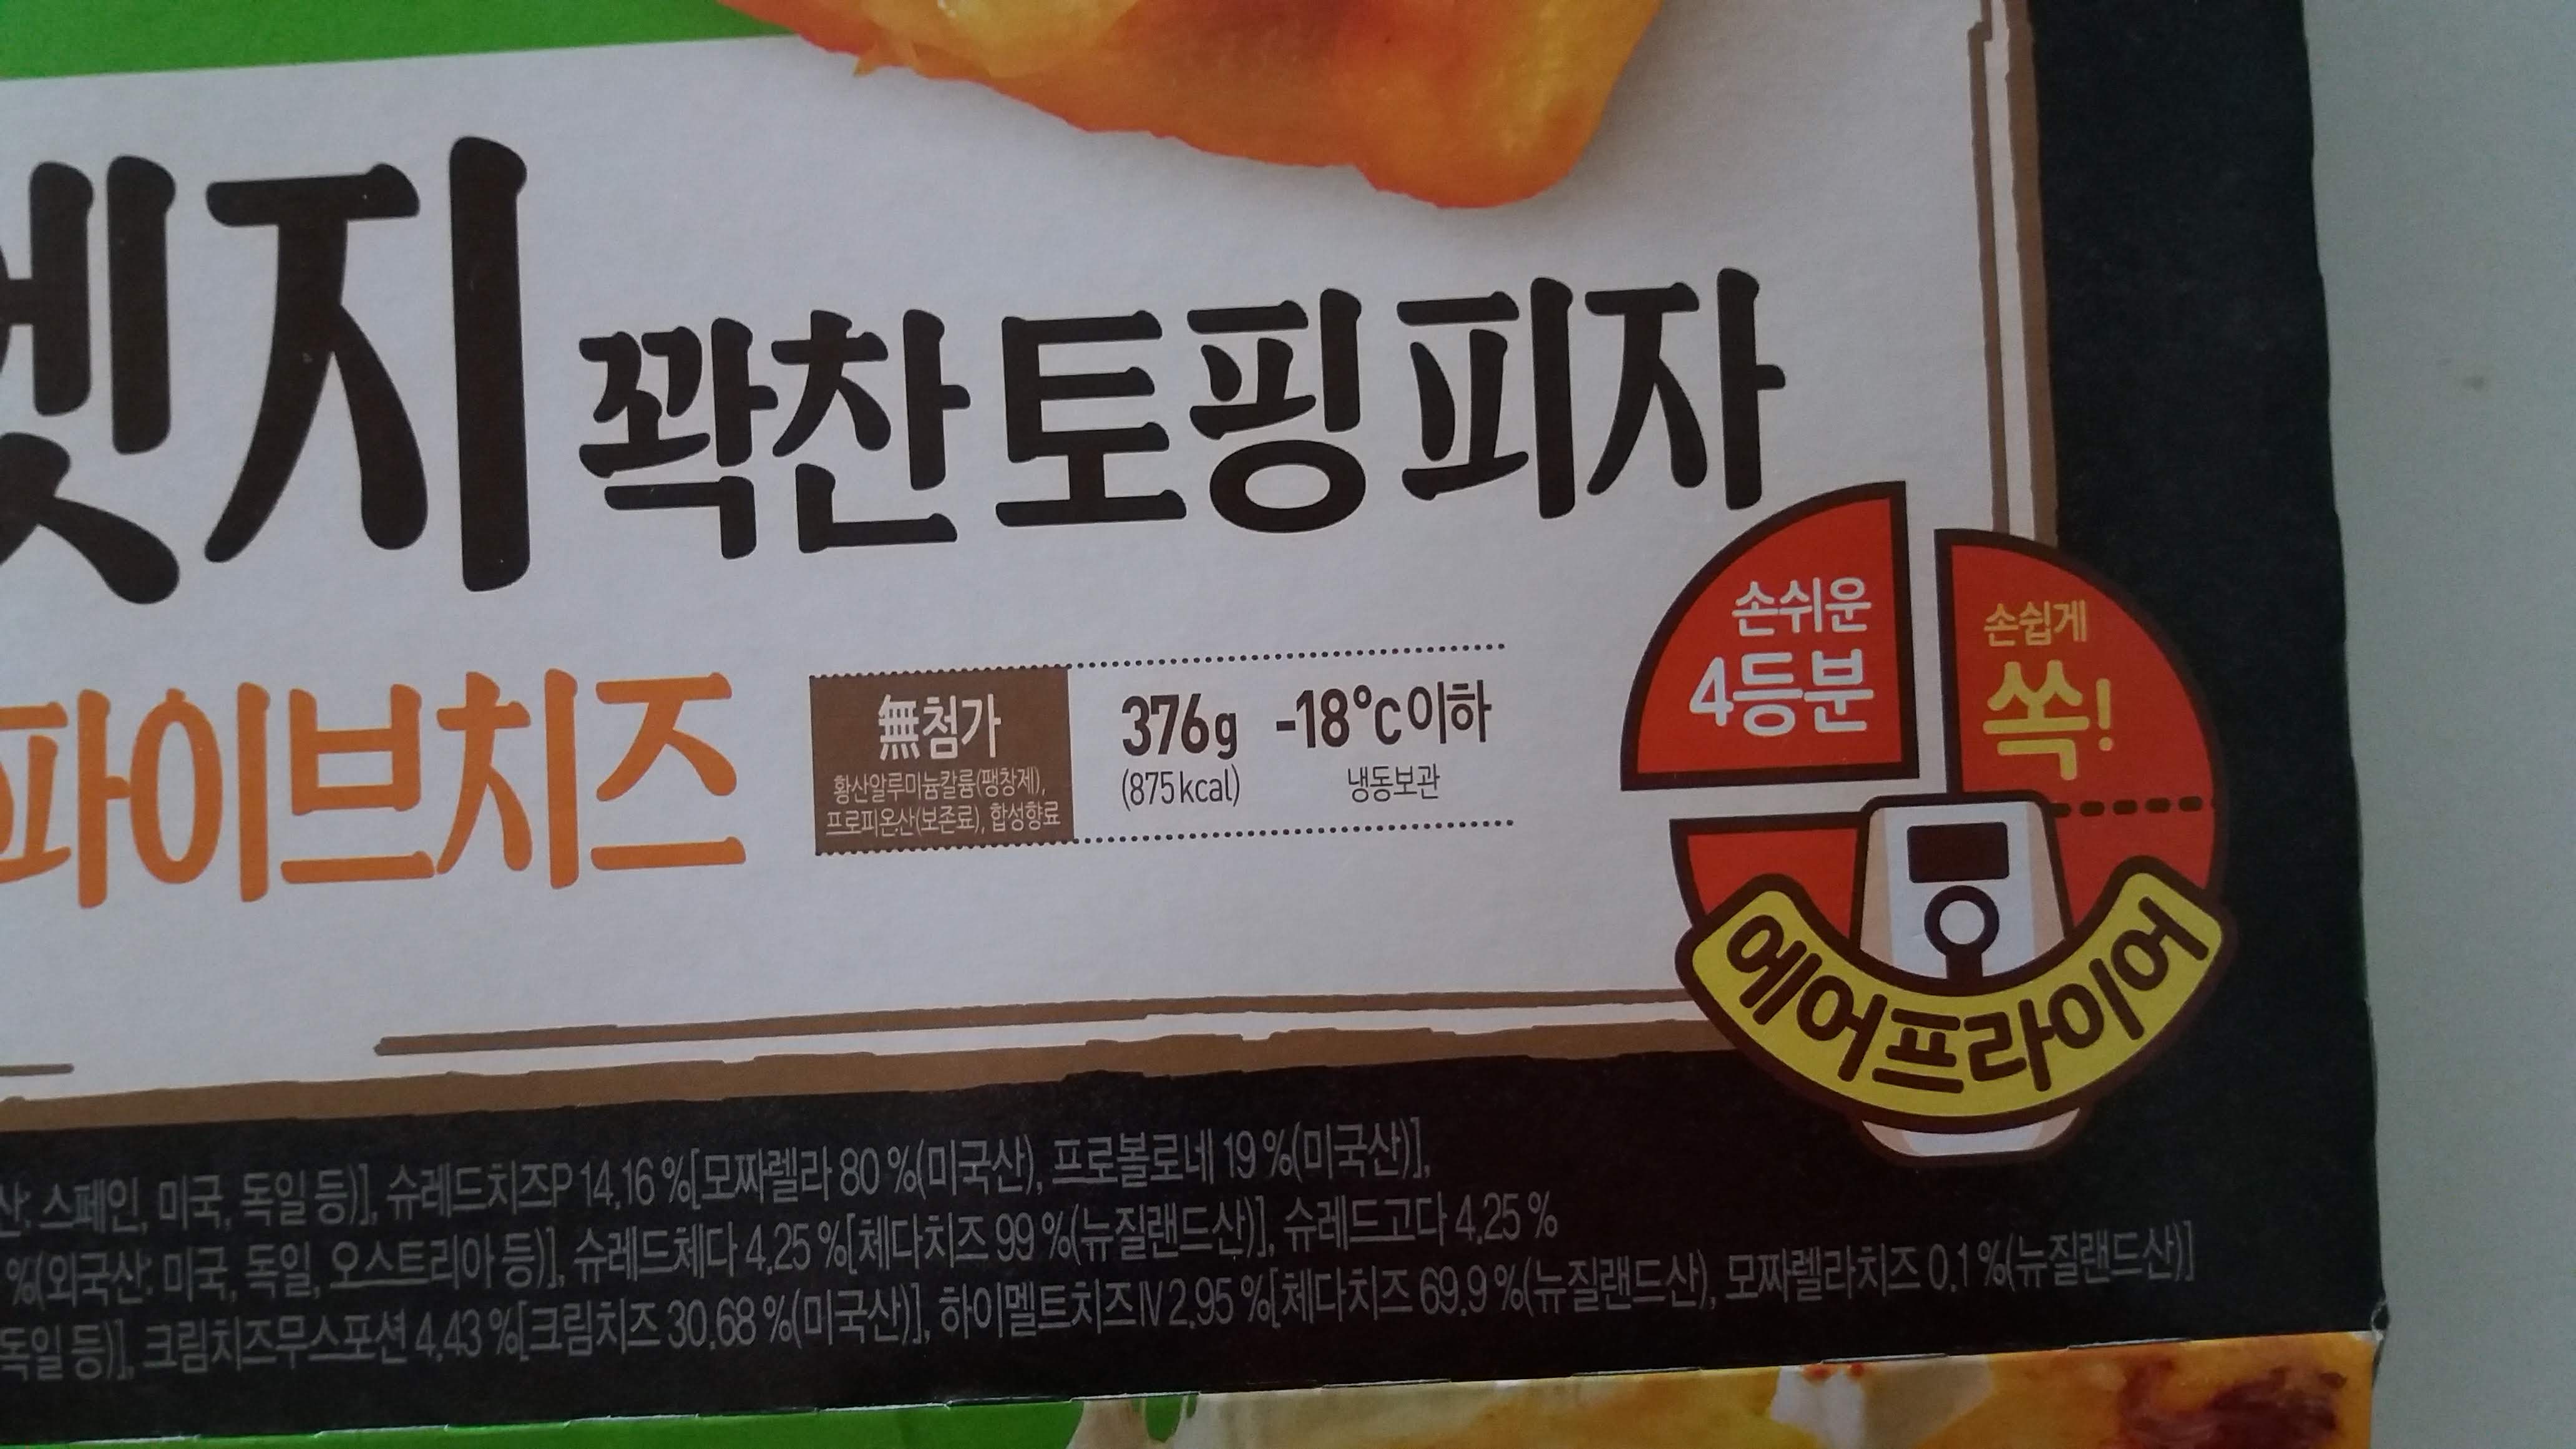 엣지 꽉찬토핑피자
파이브치즈
無첨가
황산알루미늄칼륨(팽창제),
프로피온산(보존료), 합성향료
376g
(875kcal)
-18℃이하
냉동보관
손쉬운
4등분
손쉽게
쏙!
에어프라이어
산: 스페인, 미국, 독일 등)], 슈레드치즈P 14.16 %[모짜렐라 80 %(미국산), 프로볼로네 19 %(미국산)],
%(외국산: 미국, 독일, 오스트리아 등)], 슈레드체다 4.25 %[체다치즈 99 %(뉴질랜드산)], 슈레드고다 4.25 %
독일 등)], 크림치즈무스포션 4.43 %[크림치즈 30.68 %(미국산)], 하이멜트치즈Ⅳ 2.95 %[체다치즈 69.9 %(뉴질랜드산), 모짜렐라치즈 0.1 %(뉴질랜드산)]